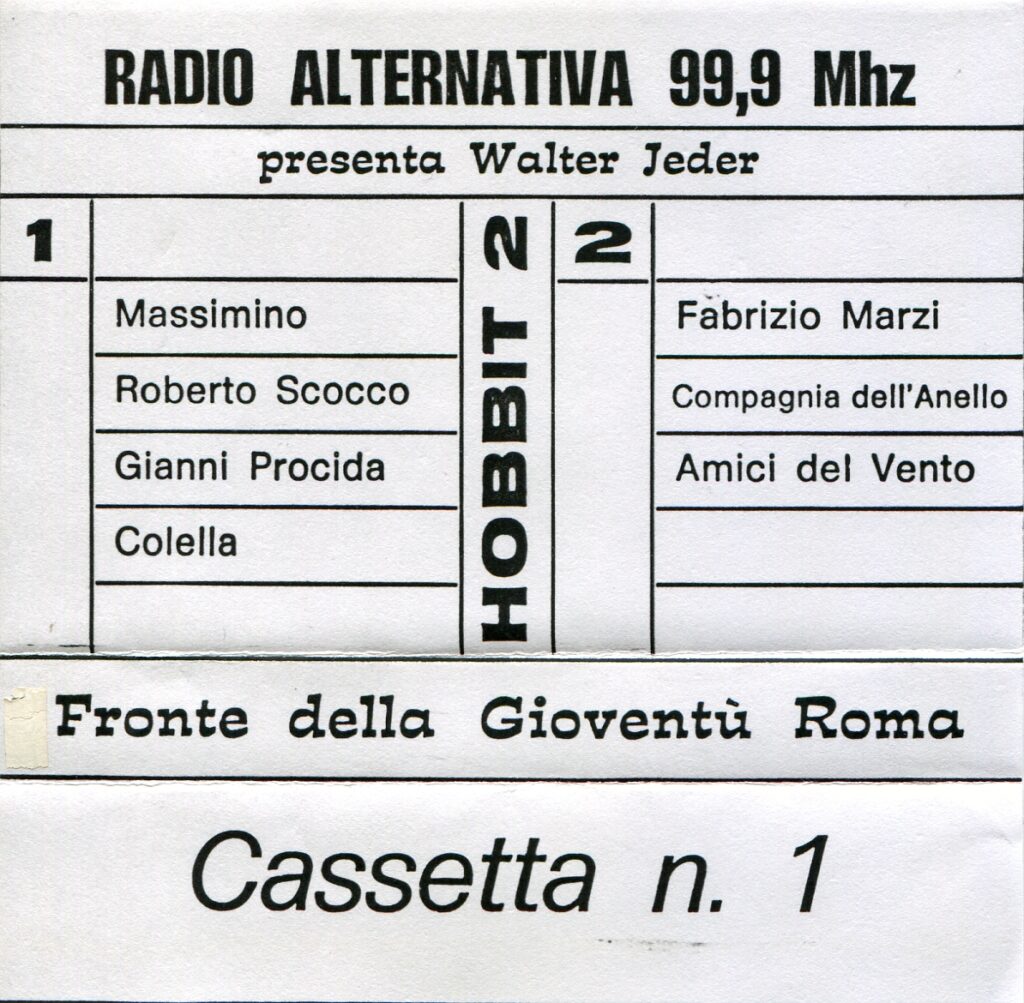 RADIO ALTERNATIVA 99,9 Mhz
presenta Walter Jeder
1
Massimino
Roberto Scocco
Gianni Procida
Colella
HOBBIT 2
2
Fabrizio Marzi
Compagnia dell'Anello
Amici del Vento
Fronte della Gioventù Roma
Cassetta n. 1